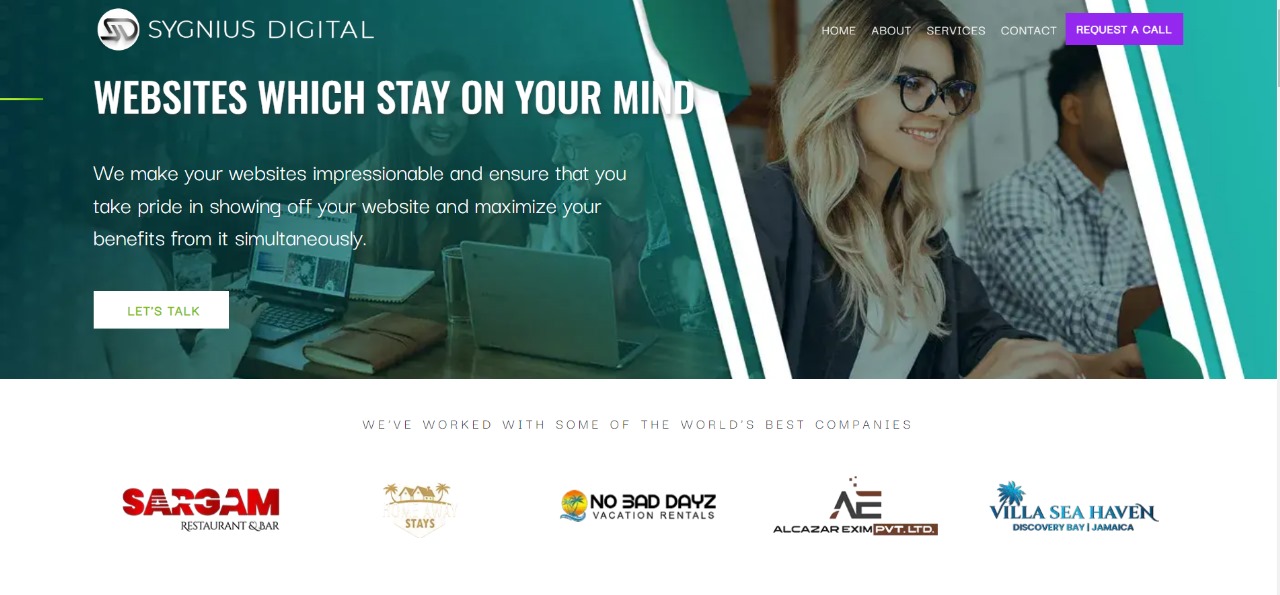 SYGNIUS DIGITAL
HOME ABOUT SERVICES CONTACT REQUEST A CALL
WEBSITES WHICH STAY ON YOUR MIND
We make your websites impressionable and ensure that you
take pride in showing off your website and maximize your
benefits from it simultaneously.
LET'S TALK
WE'VE WORKED WITH SOME OF THE WORLD'S BEST COMPANIES
SARGAM
RESTAURANT & BAR
HOME AWAY
STAYS
NO BAD DAYZ
VACATION RENTALS
AE
ALCAZAR EXIM PVT. LTD.
VILLA SEA HAVEN
DISCOVERY BAY | JAMAICA